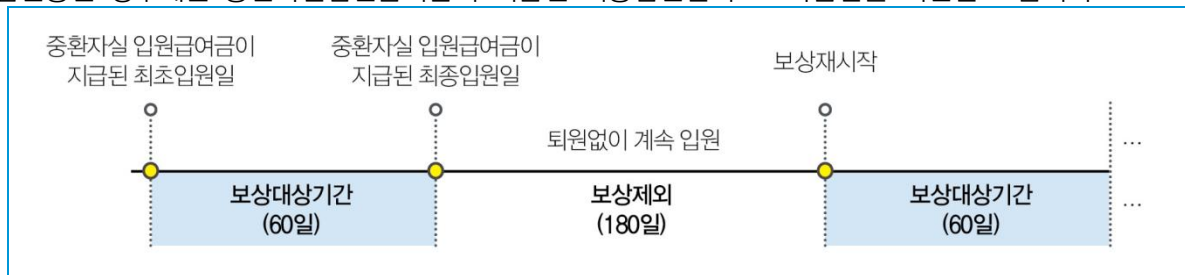 중환자실 입원급여금이
지급된 최초입원일
중환자실 입원급여금이
지급된 최종입원일
보상재시작
퇴원없이 계속 입원
...
보상대상기간
(60일)
보상제외
(180일)
보상대상기간
(60일)
...